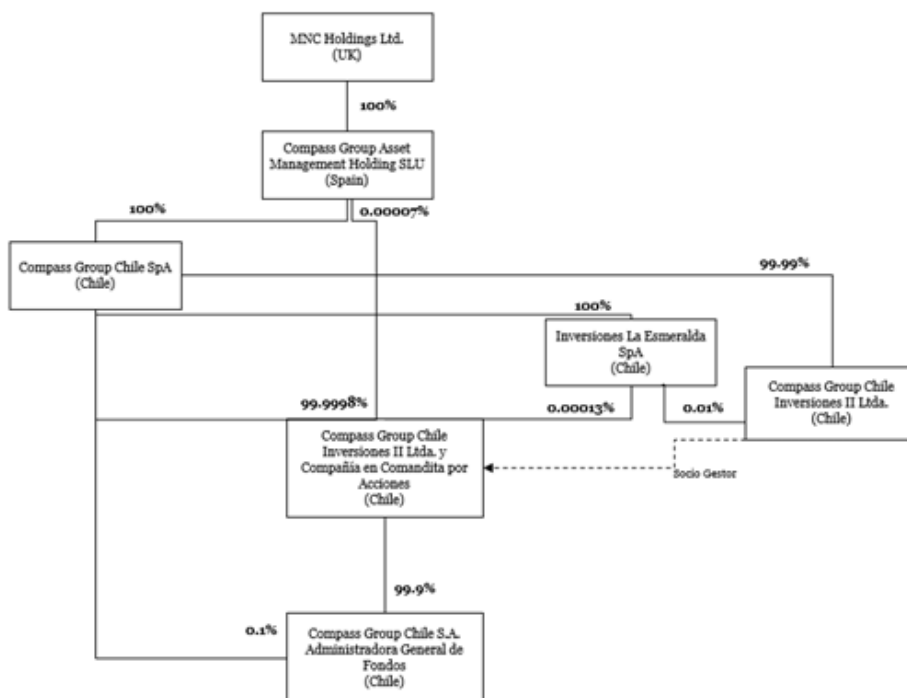 MNC Holdings Ltd.
(UK)
100%
Compass Group Asset
Management Holding SLU
(Spain)
100%
0.00007%
Compass Group Chile SpA
(Chile)
99.99%
100%
Inversiones La Esmeralda
SpA
(Chile)
Compass Group Chile
Inversiones II Ltda.
(Chile)
99.9998%
0.00013%
0.01%
Compass Group Chile
Inversiones II Ltda. y
Compañía en Comandita por
Acciones
(Chile)
Socio Gestor
99.9%
0.1%
Compass Group Chile S.A.
Administradora General de
Fondos
(Chile)